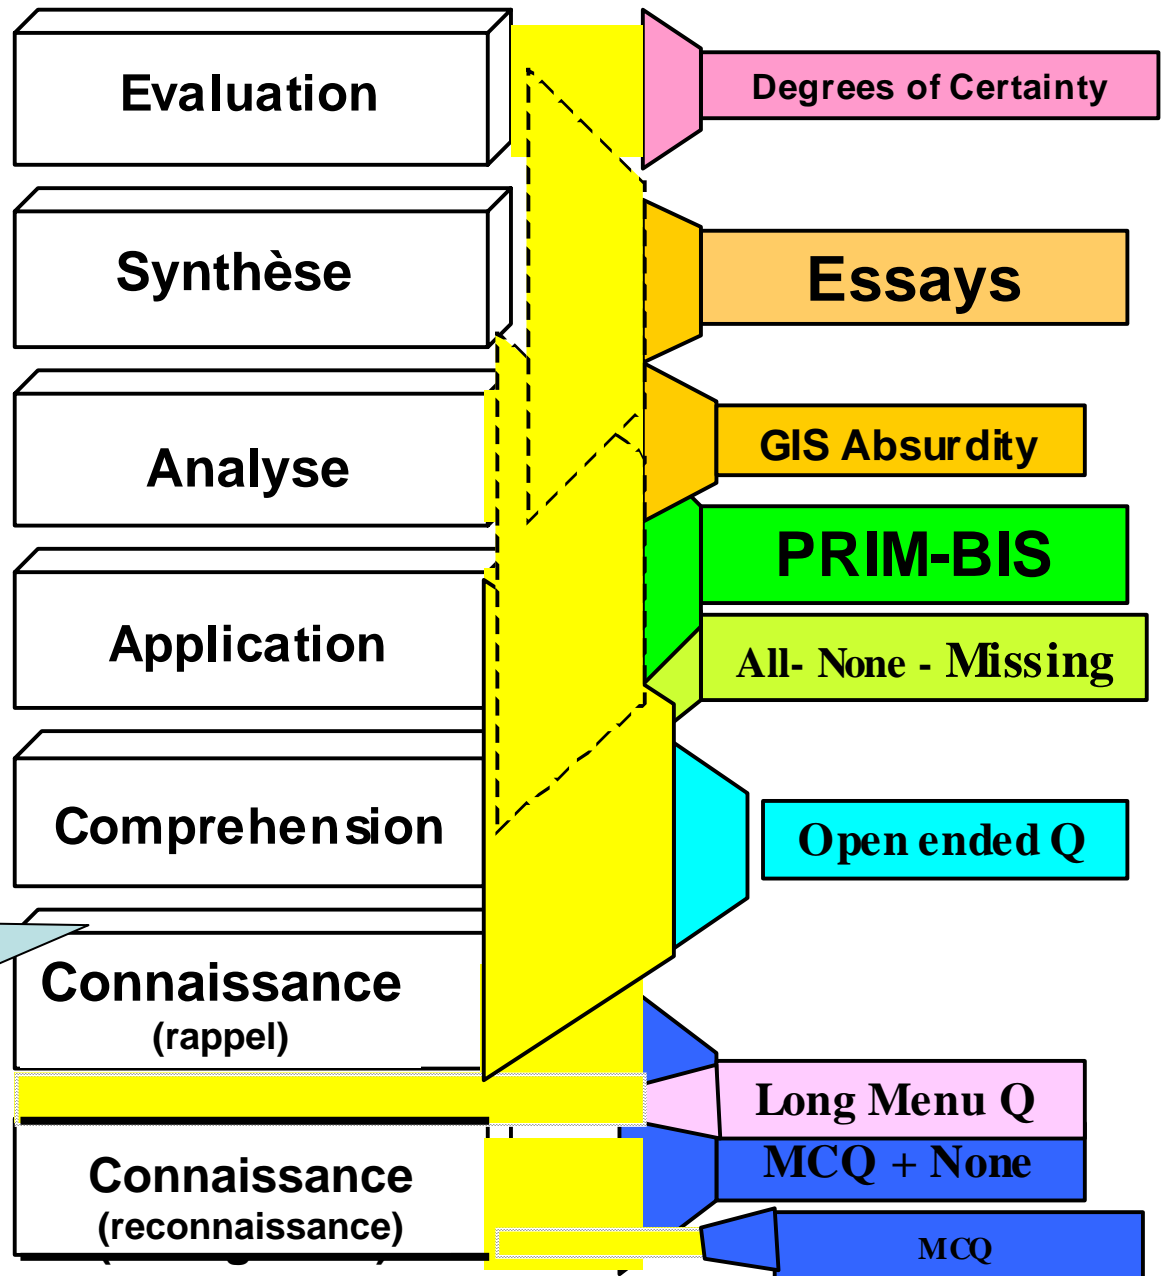 Evaluation
Degrees of Certainty
Synthèse
Essays
Analyse
GIS Absurdity
PRIM-BIS
Application
All- None - Missing
Comprehension
Open ended Q
Connaissance
(rappel)
Long Menu Q
MCQ + None
Connaissance
(reconnaissance)
MCQ